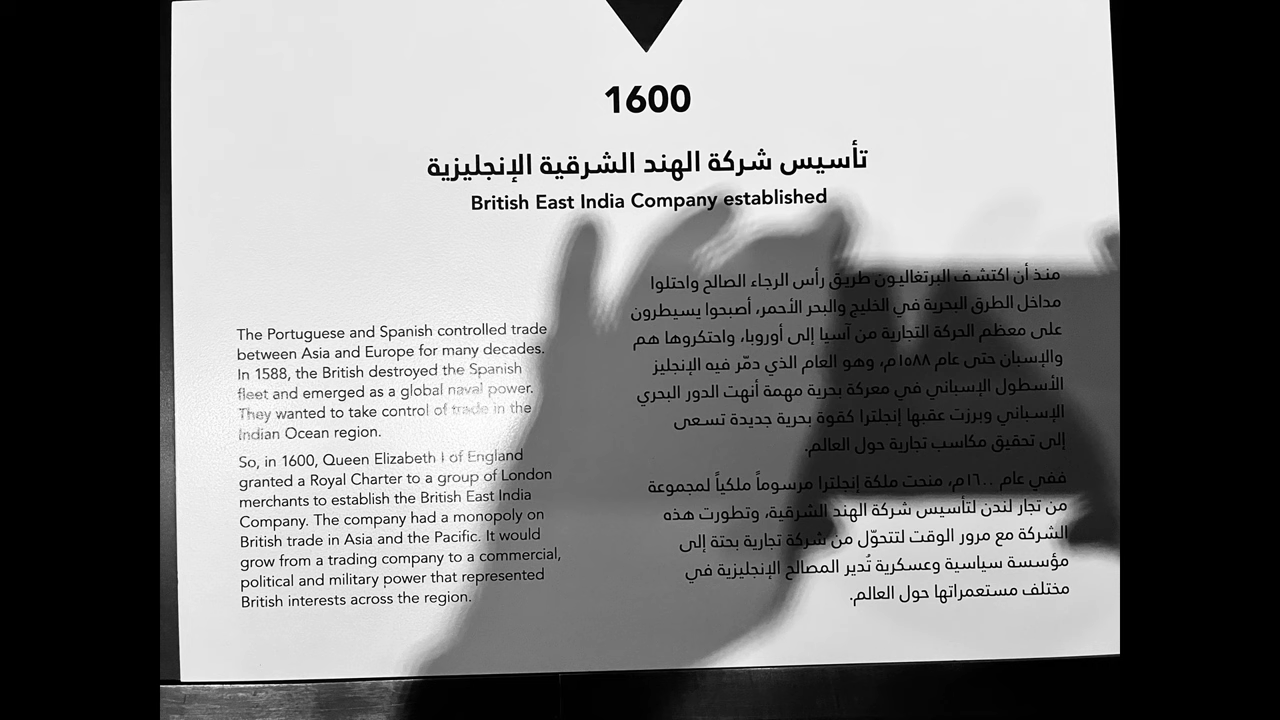 1600
تأسيس شركة الهند الشرقية الإنجليزية
British East India Company established
The Portuguese and Spanish controlled trade
between Asia and Europe for many decades.
In 1588, the British destroyed the Spanish
fleet and emerged as a global naval power.
They wanted to take control of trade in the
Indian Ocean region.
So, in 1600, Queen Elizabeth I of England
granted a Royal Charter to a group of London
merchants to establish the British East India
Company. The company had a monopoly on
British trade in Asia and the Pacific. It would
grow from a trading company to a commercial,
political and military power that represented
British interests across the region.
منذ أن اكتشف البرتغاليون طريق رأس الرجاء الصالح واحتلوا
مداخل الطرق البحرية في الخليج والبحر الأحمر، أصبحوا يسيطرون
على معظم الحركة التجارية من آسيا إلى أوروبا، واحتكروها هم
والإسبان حتى عام ١٥٨٨م، وهو العام الذي دمّر فيه الإنجليز
الأسطول الإسباني في معركة بحرية مهمة أنهت الدور البحري
الإسباني وبرزت عقبها إنجلترا كقوة بحرية جديدة تسعى
إلى تحقيق مكاسب تجارية حول العالم.
ففي عام ١٦٠٠م، منحت ملكة إنجلترا مرسوماً ملكياً لمجموعة
من تجار لندن لتأسيس شركة الهند الشرقية، وتطورت هذه
الشركة مع مرور الوقت لتتحوّل من شركة تجارية بحتة إلى
مؤسسة سياسية وعسكرية تُدير المصالح الإنجليزية في
مختلف مستعمراتها حول العالم.